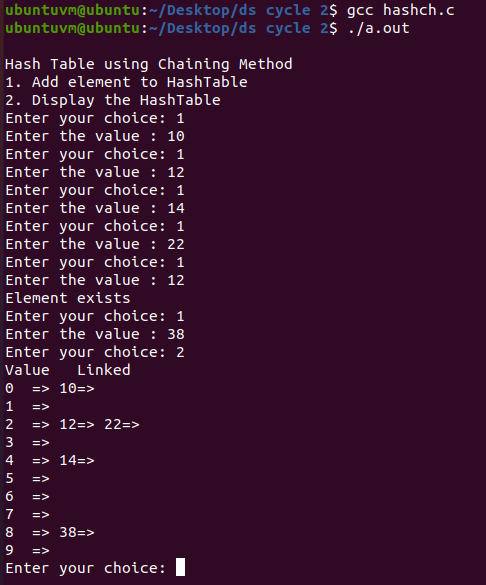 ubuntuvm@ubuntu:~/Desktop/ds cycle 2$ gcc hashch.c
ubuntuvm@ubuntu:~/Desktop/ds cycle 2$ ./a.out
Hash Table using Chaining Method
1. Add element to HashTable
2. Display the HashTable
Enter your choice: 1
Enter the value : 10
Enter your choice: 1
Enter the value : 12
Enter your choice: 1
Enter the value : 14
Enter your choice: 1
Enter the value : 22
Enter your choice: 1
Enter the value : 12
Element exists
Enter your choice: 1
Enter the value : 38
Enter your choice: 2
Value   Linked
0  => 10=>
1  =>
2  => 12=> 22=>
3  =>
4  => 14=>
5  =>
6  =>
7  =>
8  => 38=>
9  =>
Enter your choice: